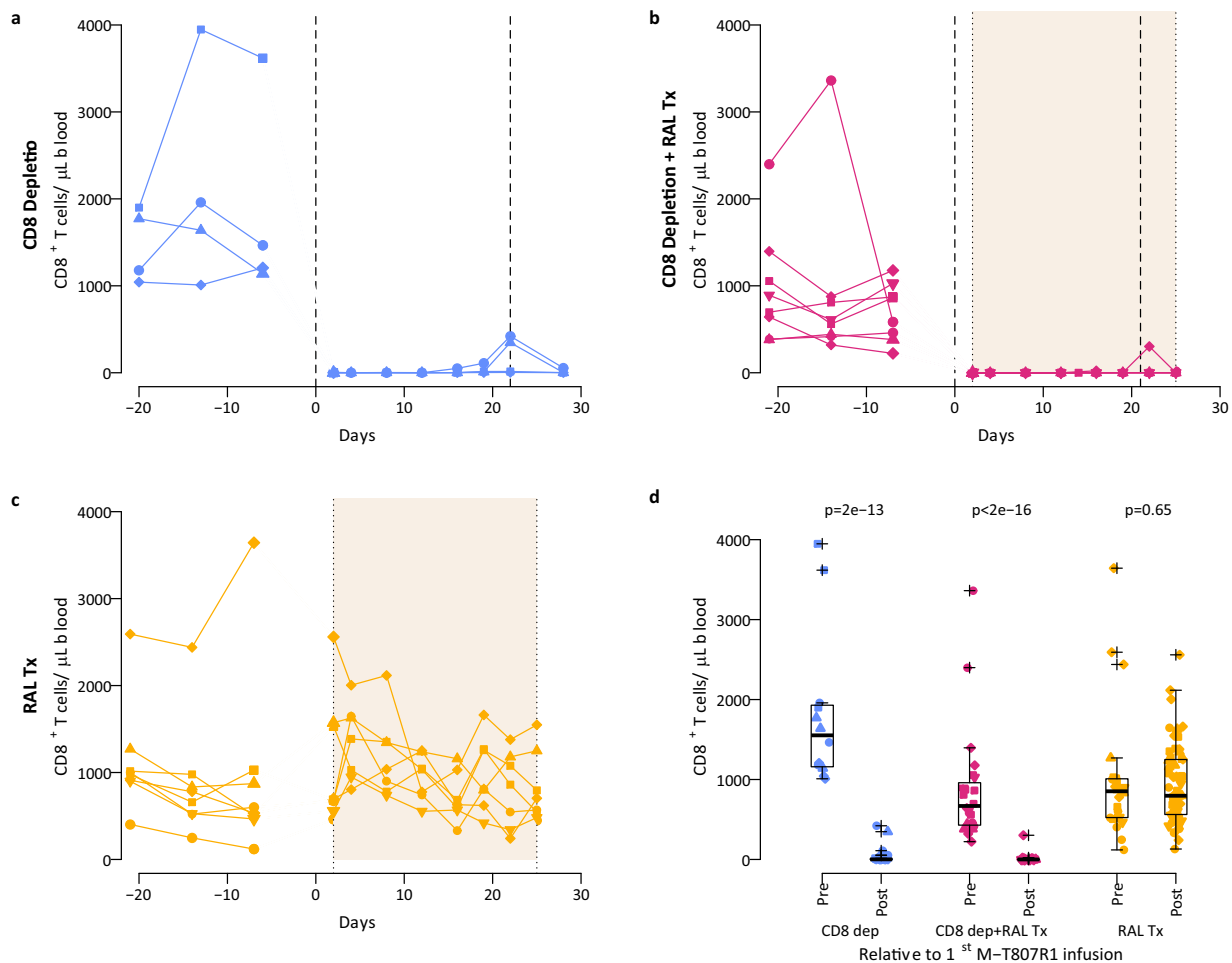 a
CD8 Depletio
CD8 + T cells/ μL blood
4000
3000
2000
1000
0
−20
−10
0
10
20
30
Days
b
CD8 Depletion + RAL Tx
CD8 + T cells/ μL blood
4000
3000
2000
1000
0
−20
−10
0
10
20
30
Days
c
RAL Tx
CD8 + T cells/ μL blood
4000
3000
2000
1000
0
−20
−10
0
10
20
30
Days
d
p=2e−13 p<2e−16 p=0.65
CD8 + T cells/ μL blood
4000
3000
2000
1000
0
Pre
Post
Pre
Post
Pre
Post
CD8 dep CD8 dep+RAL Tx RAL Tx
Relative to 1 st M−T807R1 infusion